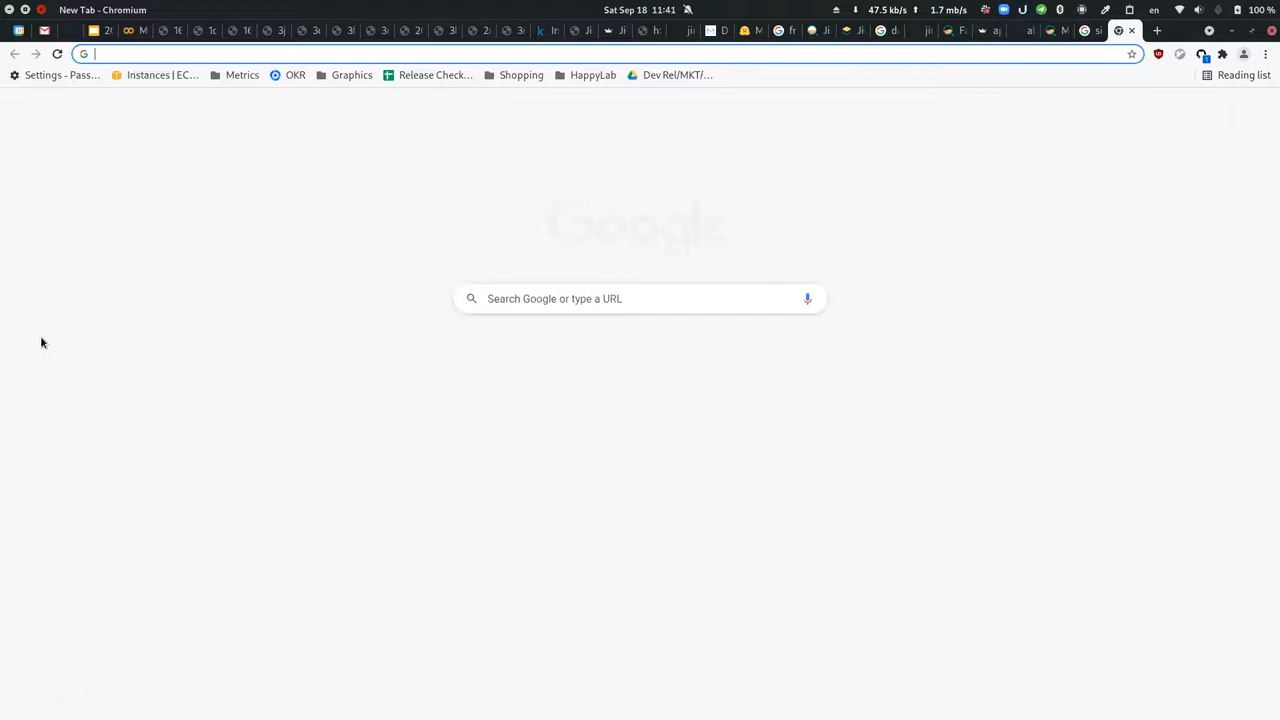 New Tab - Chromium
Sat Sep 18 11:41
47.5 kb/s
1.7 mb/s
en
100 %
Settings - Pass...
Instances | EC...
Metrics
OKR
Graphics
Release Check...
Shopping
HappyLab
Dev Rel/MKT/...
Reading list
Google
Search Google or type a URL